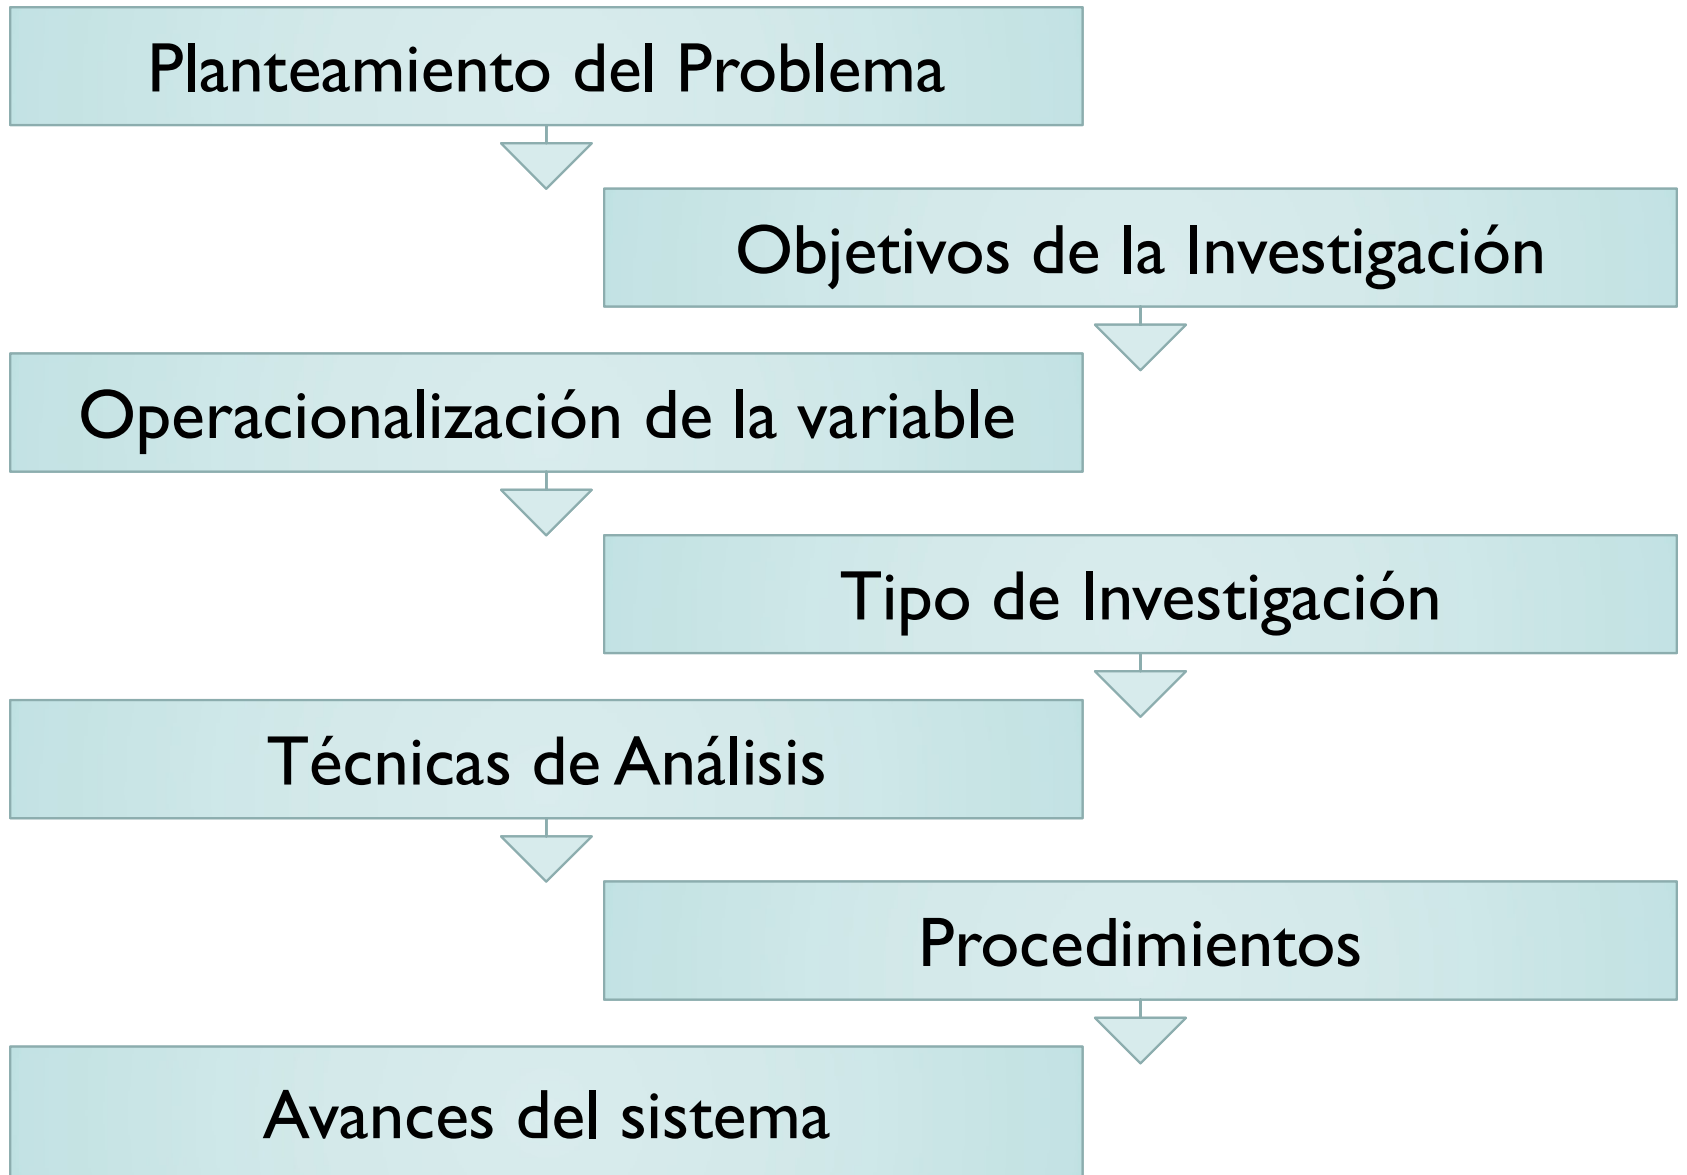 Planteamiento del Problema
Objetivos de la Investigación
Operacionalización de la variable
Tipo de Investigación
Técnicas de Análisis
Procedimientos
Avances del sistema